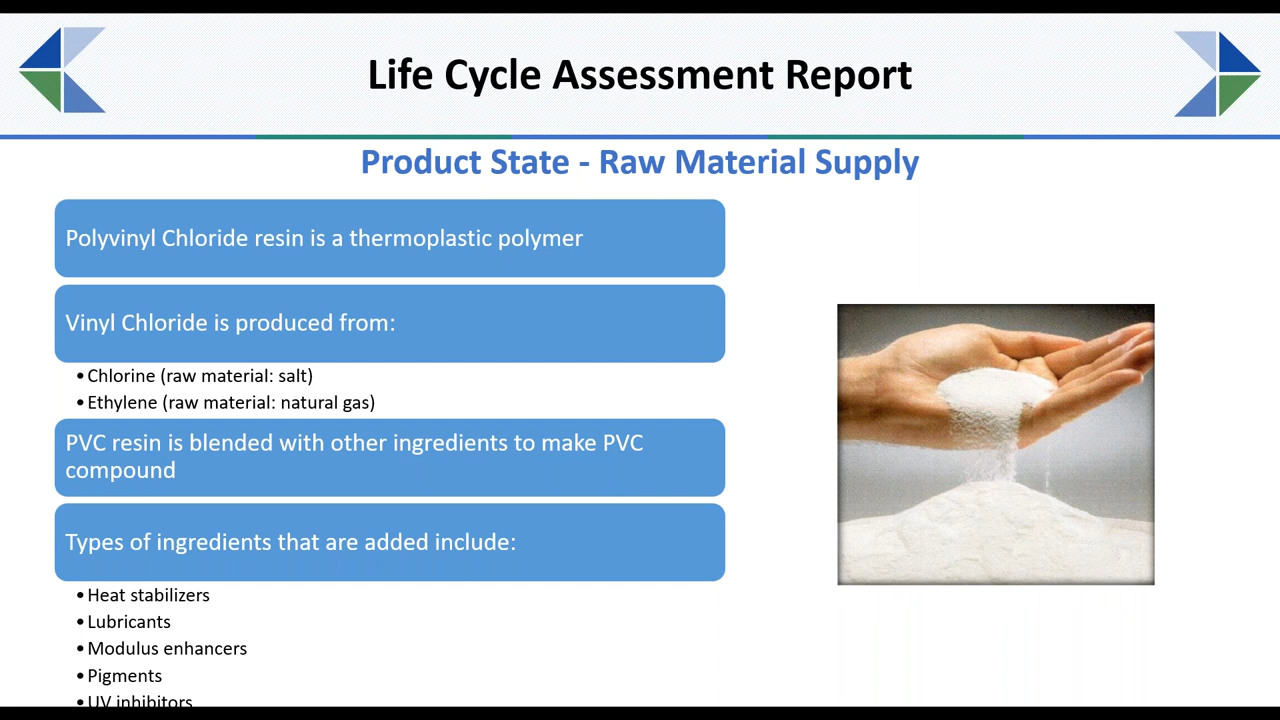 Life Cycle Assessment Report
Product State - Raw Material Supply
Polyvinyl Chloride resin is a thermoplastic polymer
Vinyl Chloride is produced from:
• Chlorine (raw material: salt)
• Ethylene (raw material: natural gas)
PVC resin is blended with other ingredients to make PVC
compound
Types of ingredients that are added include:
• Heat stabilizers
• Lubricants
• Modulus enhancers
• Pigments
• UV inhibitors